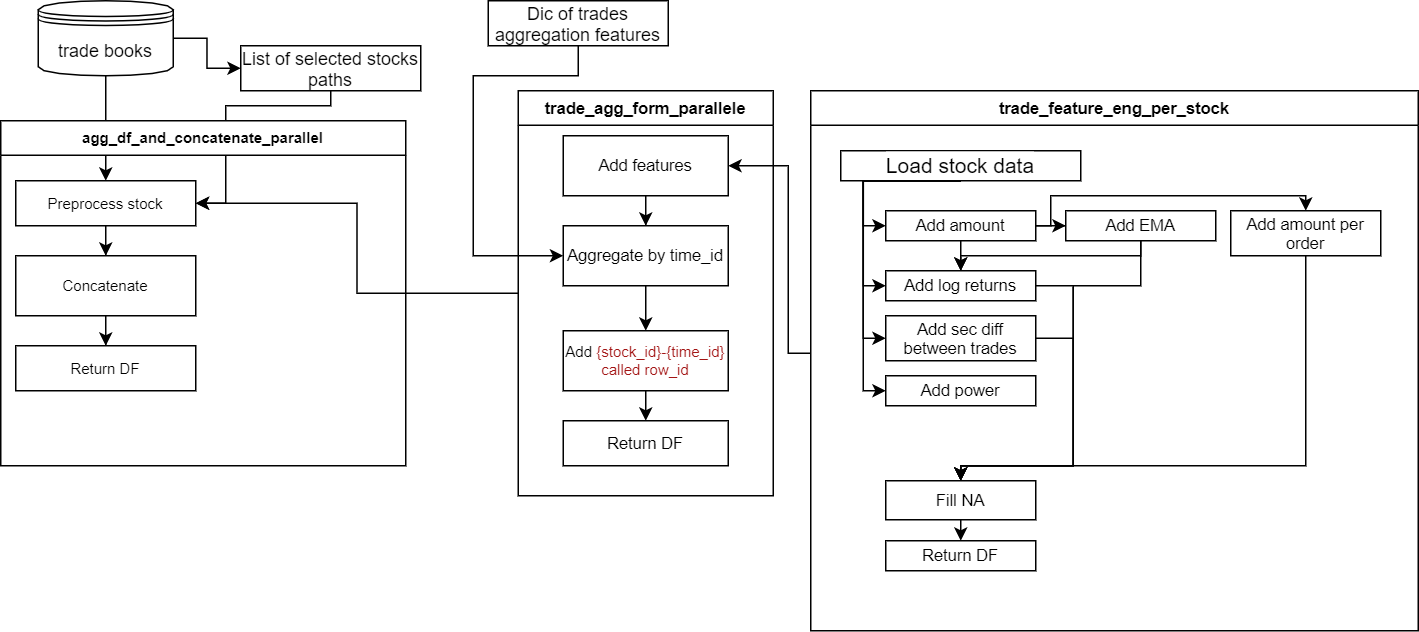 trade books
List of selected stocks
paths
Dic of trades
aggregation features
agg_df_and_concatenate_parallel
Preprocess stock
Concatenate
Return DF
trade_agg_form_parallele
Add features
Aggregate by time_id
Add {stock_id}-{time_id}
called row_id
Return DF
trade_feature_eng_per_stock
Load stock data
Add amount
Add EMA
Add amount per
order
Add log returns
Add sec diff
between trades
Add power
Fill NA
Return DF